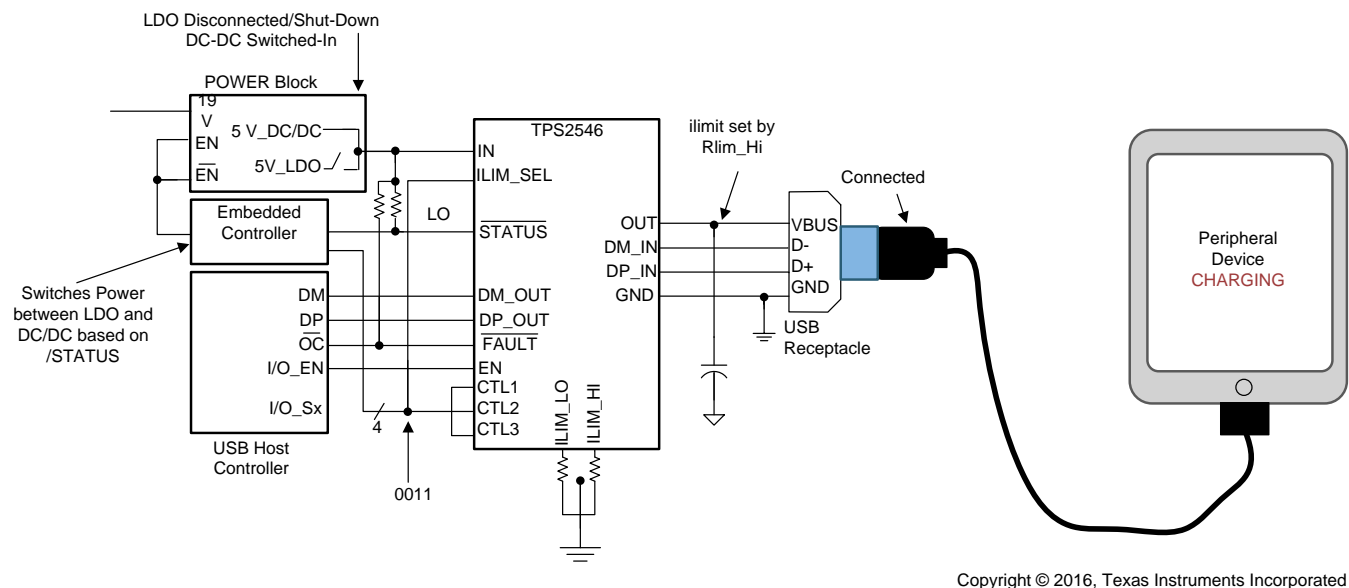 LDO Disconnected/Shut-Down
DC-DC Switched-In
POWER Block
19
V
EN
EN
5 V_DC/DC
5V_LDO
Embedded
Controller
Switches Power
between LDO and
DC/DC based on
/STATUS
DM
DP
OC
I/O_EN
I/O_Sx
USB Host
Controller
LO
4
0011
TPS2546
IN
ILIM_SEL
STATUS
DM_OUT
DP_OUT
FAULT
EN
CTL1
CTL2
CTL3
ILIM_LO
ILIM_HI
OUT
DM_IN
DP_IN
GND
ilimit set by
Rlim_Hi
VBUS
D-
D+
GND
USB
Receptacle
Connected
Peripheral
Device
CHARGING
Copyright © 2016, Texas Instruments Incorporated